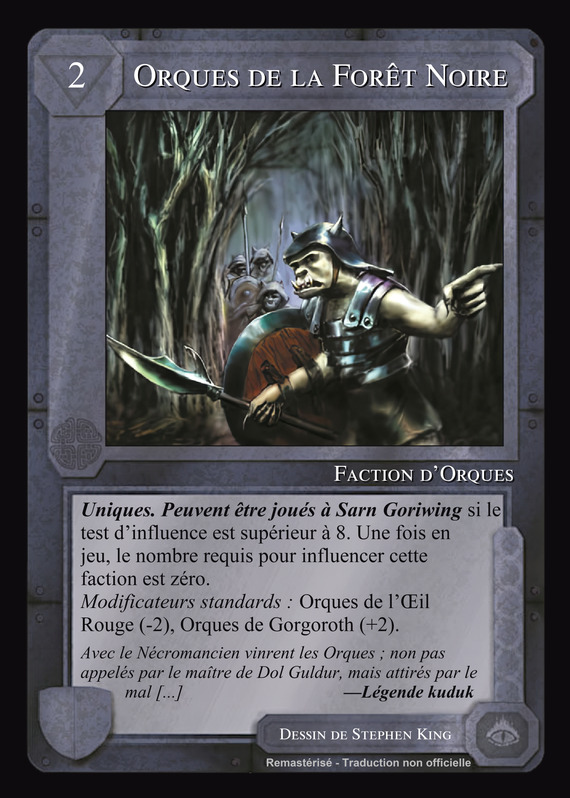 2
ORQUES DE LA FORÊT NOIRE
FACTION D'ORQUES
Uniques. Peuvent être joués à Sarn Goriwing si le
test d'influence est supérieur à 8. Une fois en
jeu, le nombre requis pour influencer cette
faction est zéro.
Modificateurs standards : Orques de l'Œil
Rouge (-2), Orques de Gorgoroth (+2).
Avec le Nécromancien vinrent les Orques ; non pas
appelés par le maître de Dol Guldur, mais attirés par le
mal [...] —Légende kuduk
DESSIN DE STEPHEN KING
Remastérisé - Traduction non officielle